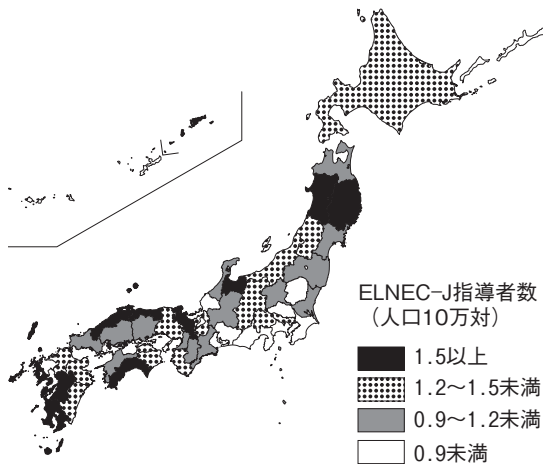 ELNEC-J指導者数
（人口10万対）
1.5以上
1.2〜1.5未満
0.9〜1.2未満
0.9未満